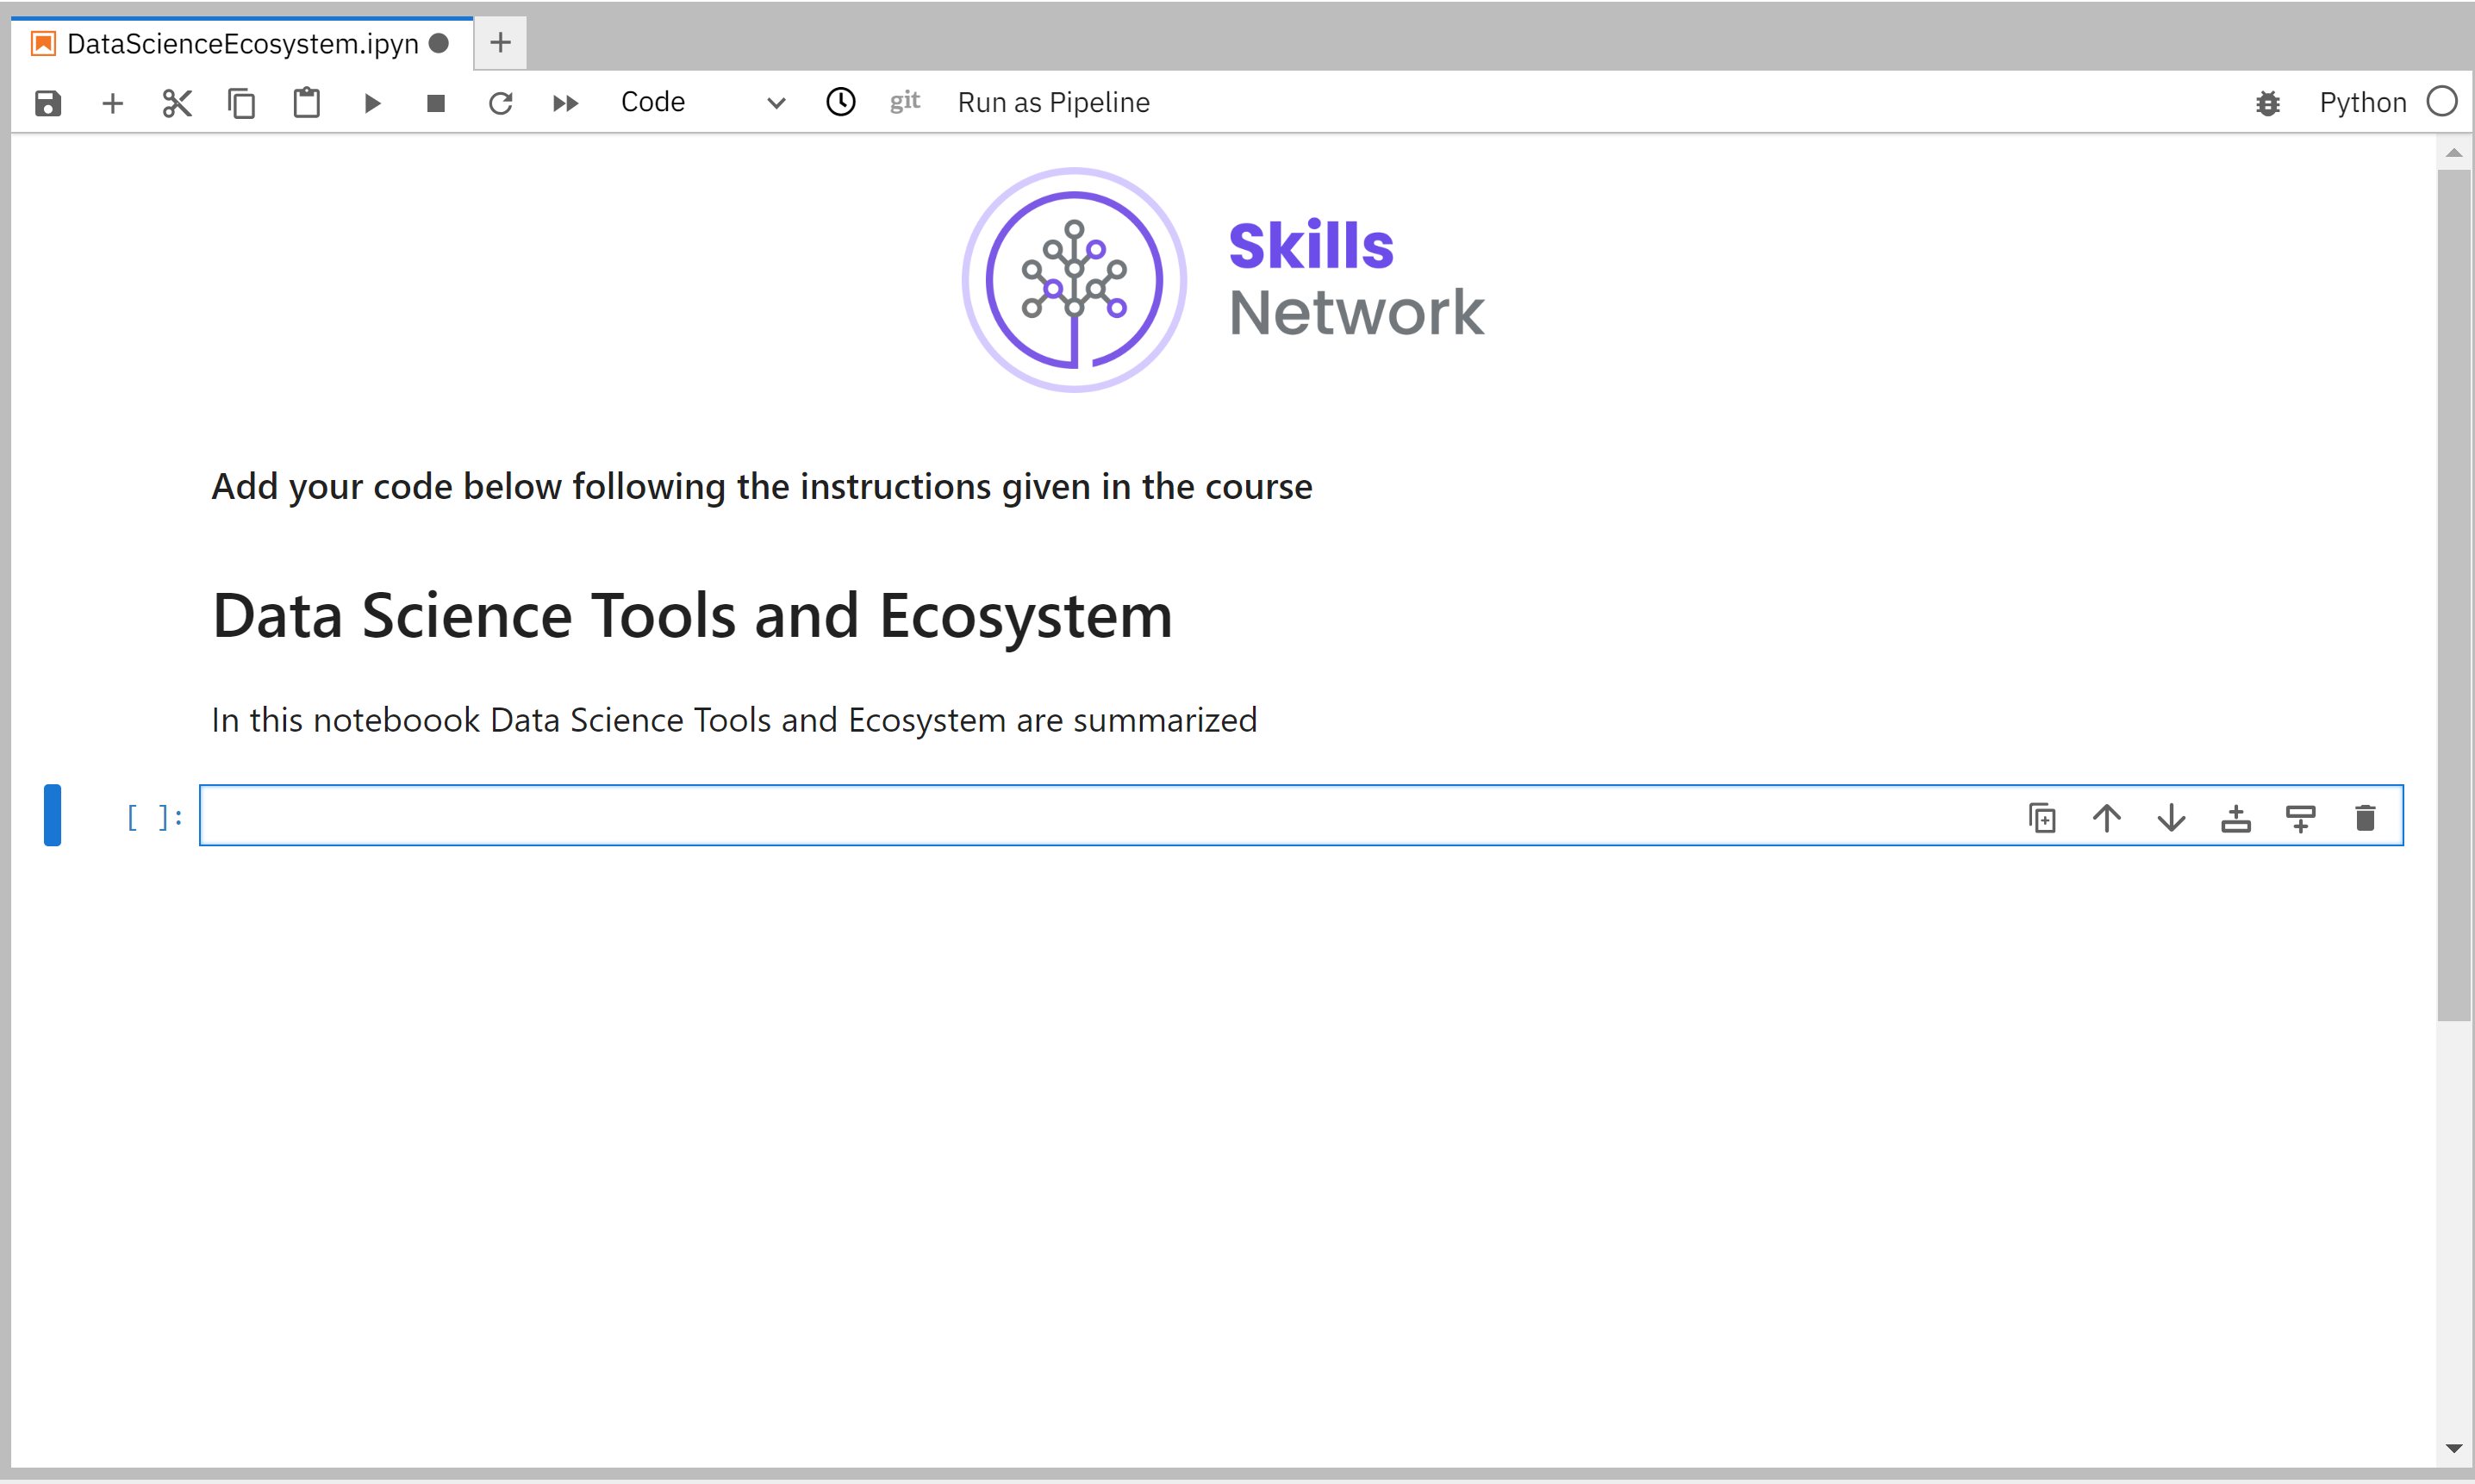 DataScienceEcosystem.ipyn
Code git Run as Pipeline Python
Skills
Network
Add your code below following the instructions given in the course
Data Science Tools and Ecosystem
In this noteboook Data Science Tools and Ecosystem are summarized
[ ]: